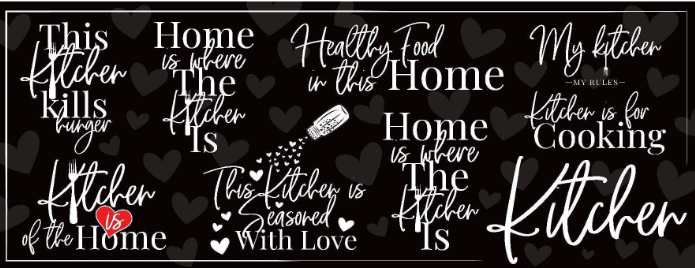 This
Kitchen
kills
hunger
Home
is where
The
Kitchen
Is
Healthy Food
in this Home
My kitchen
—MY RULES—
Kitchen is for
Cooking
Kitchen
is
of the Home
This Kitchen is
Seasoned
With Love
Home
is where
The
Kitchen
Is
Kitchen